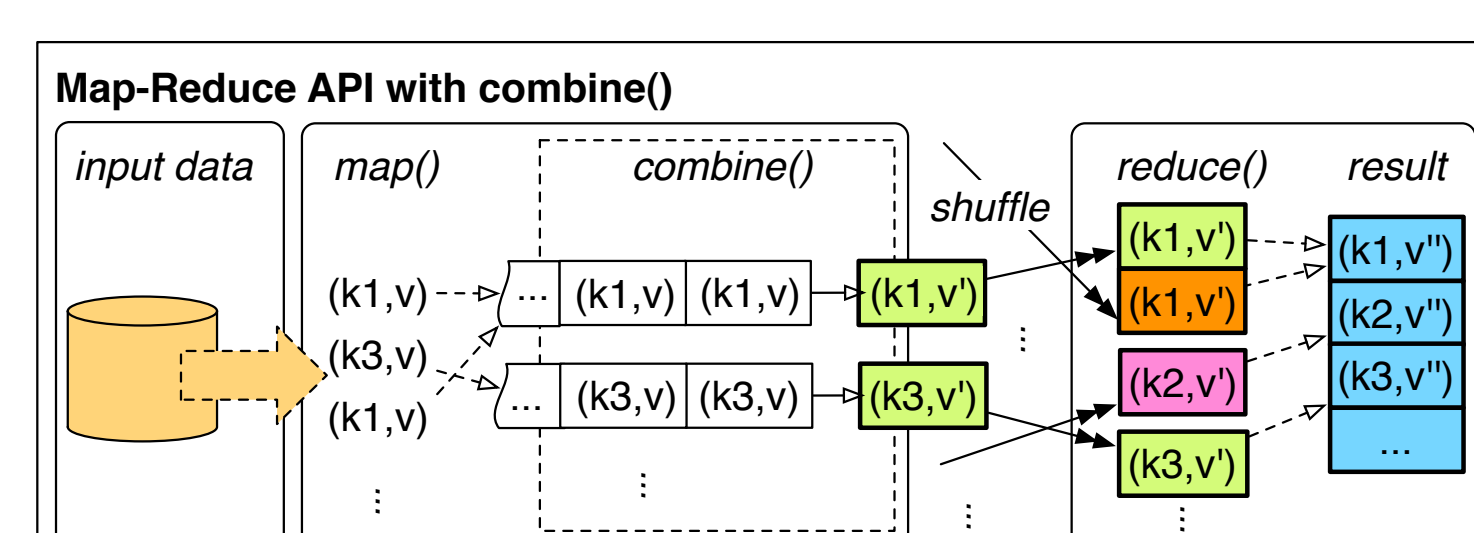 Map-Reduce API with combine()
input data
map()
combine()
shuffle
reduce()
result
(k1,v)
(k3,v)
(k1,v)
...
... (k1,v) (k1,v)
(k1,v')
... (k3,v) (k3,v)
(k3,v')
...
...
...
(k1,v')
(k1,v')
(k2,v')
(k3,v')
...
(k1,v'')
(k2,v'')
(k3,v'')
...